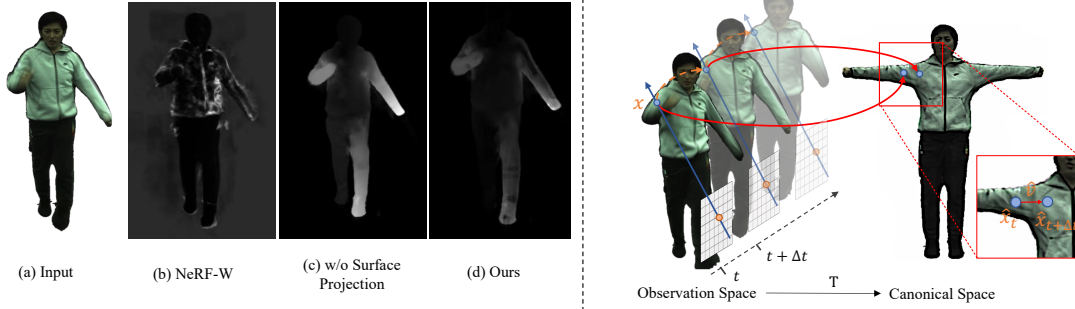 (a) Input
(b) NeRF-W
(c) w/o Surface
Projection
(d) Ours
x
t
t + Δt
Observation Space
T
Canonical Space
v̂
x̂ₜ
x̂ₜ₊Δₜ